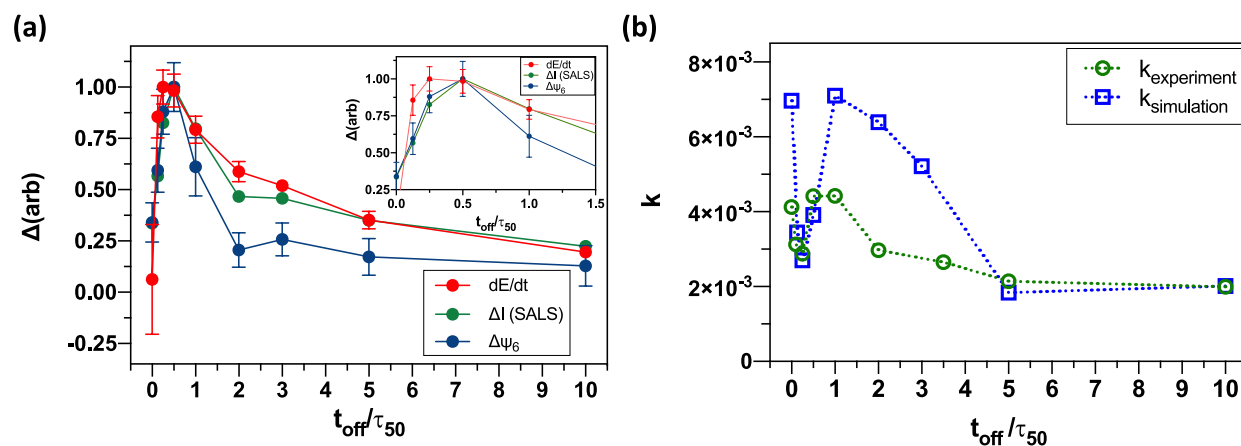 (a)
Δ(arb)
1.00
0.75
0.50
0.25
0.00
-0.25
0 1 2 3 4 5 6 7 8 9 10
t_off/τ_50
dE/dt
ΔI (SALS)
Δψ_6
Δ(arb)
1.00
0.75
0.50
0.25
0.0 0.5 1.0 1.5
t_off/τ_50
dE/dt
ΔI (SALS)
Δψ_6
(b)
k
8×10⁻³
6×10⁻³
4×10⁻³
2×10⁻³
0
0 1 2 3 4 5 6 7 8 9 10
t_off/τ_50
k_experiment
k_simulation